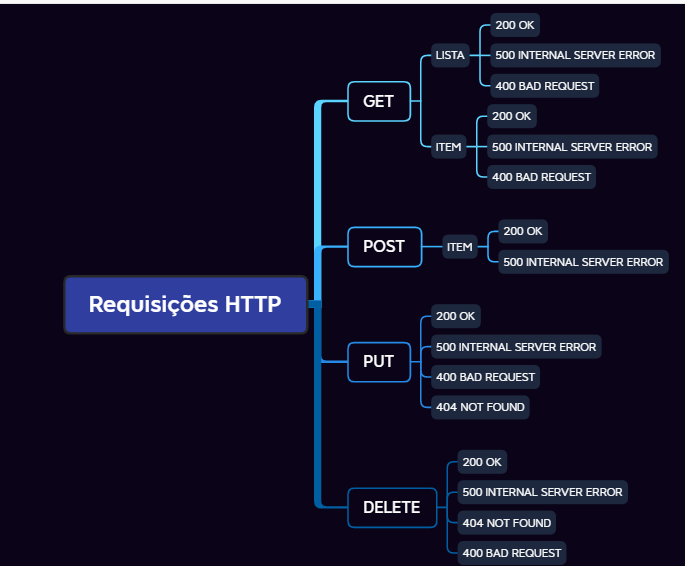 Requisições HTTP
GET
LISTA
200 OK
500 INTERNAL SERVER ERROR
400 BAD REQUEST
ITEM
200 OK
500 INTERNAL SERVER ERROR
400 BAD REQUEST
POST
ITEM
200 OK
500 INTERNAL SERVER ERROR
PUT
200 OK
500 INTERNAL SERVER ERROR
400 BAD REQUEST
404 NOT FOUND
DELETE
200 OK
500 INTERNAL SERVER ERROR
404 NOT FOUND
400 BAD REQUEST